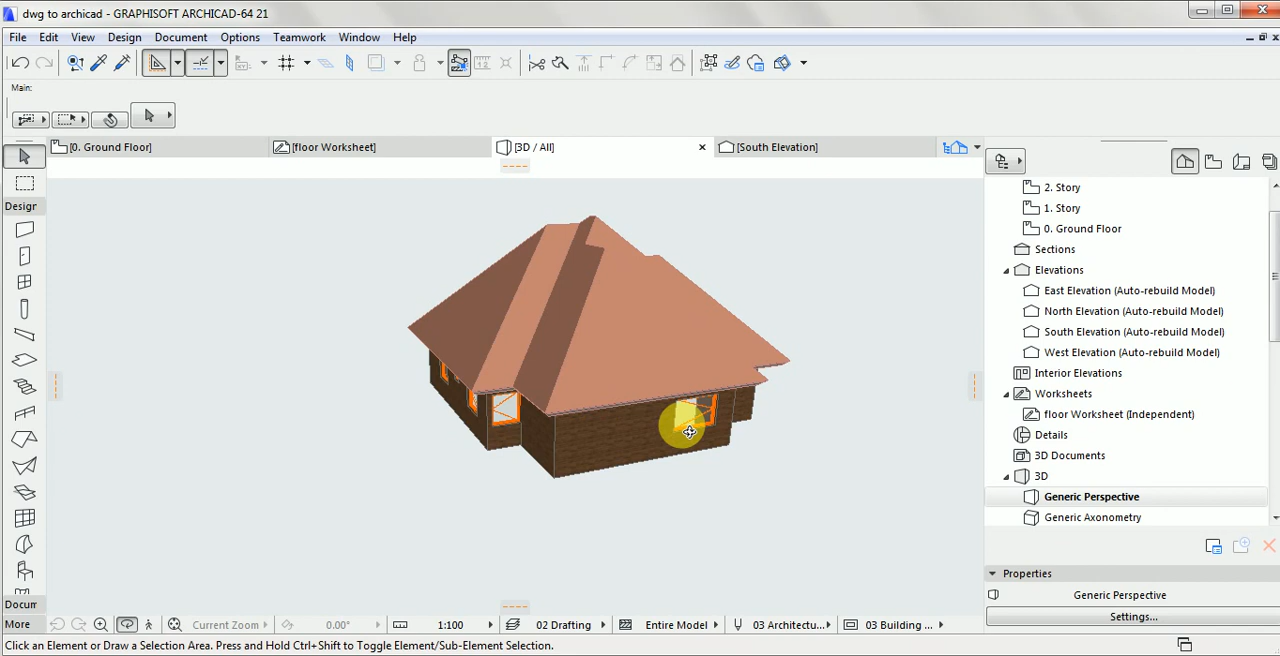 dwg to archicad - GRAPHISOFT ARCHICAD-64 21
File Edit View Design Document Options Teamwork Window Help
Main:
[0. Ground Floor] [floor Worksheet] [3D / All] [South Elevation]
Design
2. Story
1. Story
0. Ground Floor
Sections
Elevations
East Elevation (Auto-rebuild Model)
North Elevation (Auto-rebuild Model)
South Elevation (Auto-rebuild Model)
West Elevation (Auto-rebuild Model)
Interior Elevations
Worksheets
floor Worksheet (Independent)
Details
3D Documents
3D
Generic Perspective
Generic Axonometry
Properties
Generic Perspective
Settings...
Docum
More Current Zoom 0.00° 1:100 02 Drafting Entire Model 03 Architectu... 03 Building ...
Click an Element or Draw a Selection Area. Press and Hold Ctrl+Shift to Toggle Element/Sub-Element Selection.